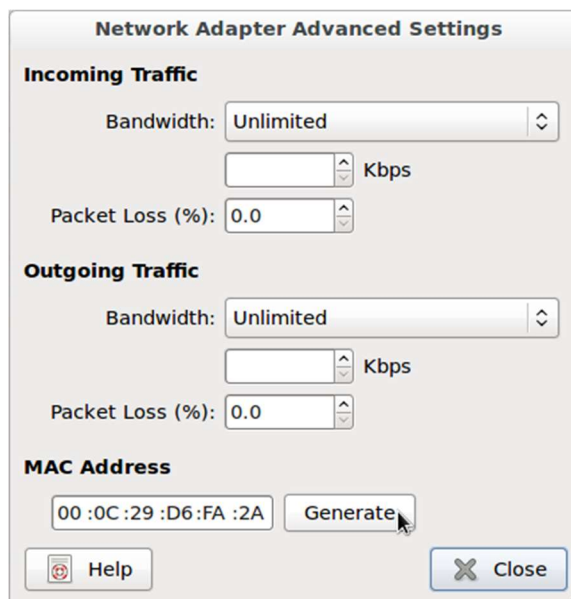 Network Adapter Advanced Settings
Incoming Traffic
Bandwidth: Unlimited
Kbps
Packet Loss (%): 0.0
Outgoing Traffic
Bandwidth: Unlimited
Kbps
Packet Loss (%): 0.0
MAC Address
00 :0C :29 :D6:FA :2A Generate
Help Close